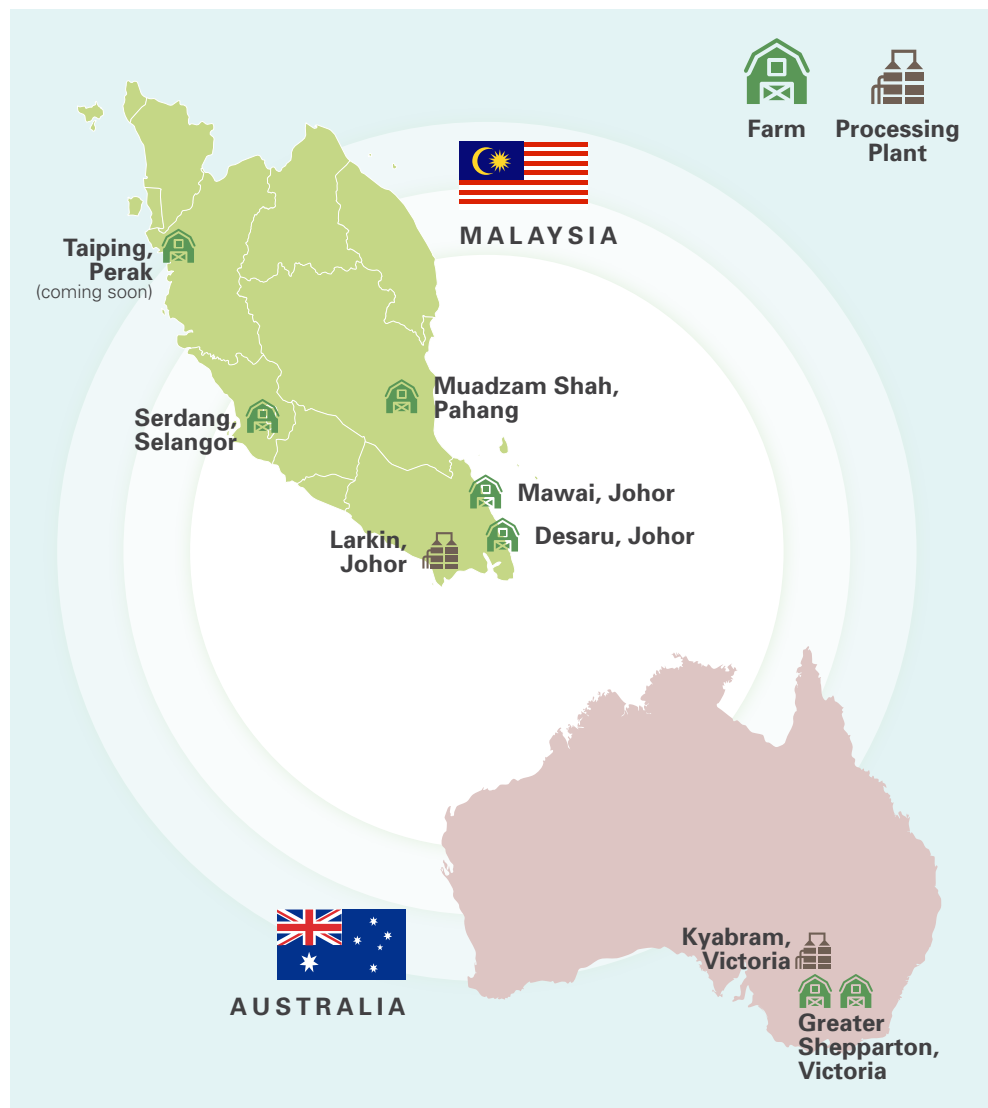 Farm
Processing
Plant
MALAYSIA
Taiping,
Perak
(coming soon)
Muadzam Shah,
Pahang
Serdang,
Selangor
Mawai, Johor
Desaru, Johor
Larkin,
Johor
Kyabram,
Victoria
AUSTRALIA
Greater
Shepparton,
Victoria